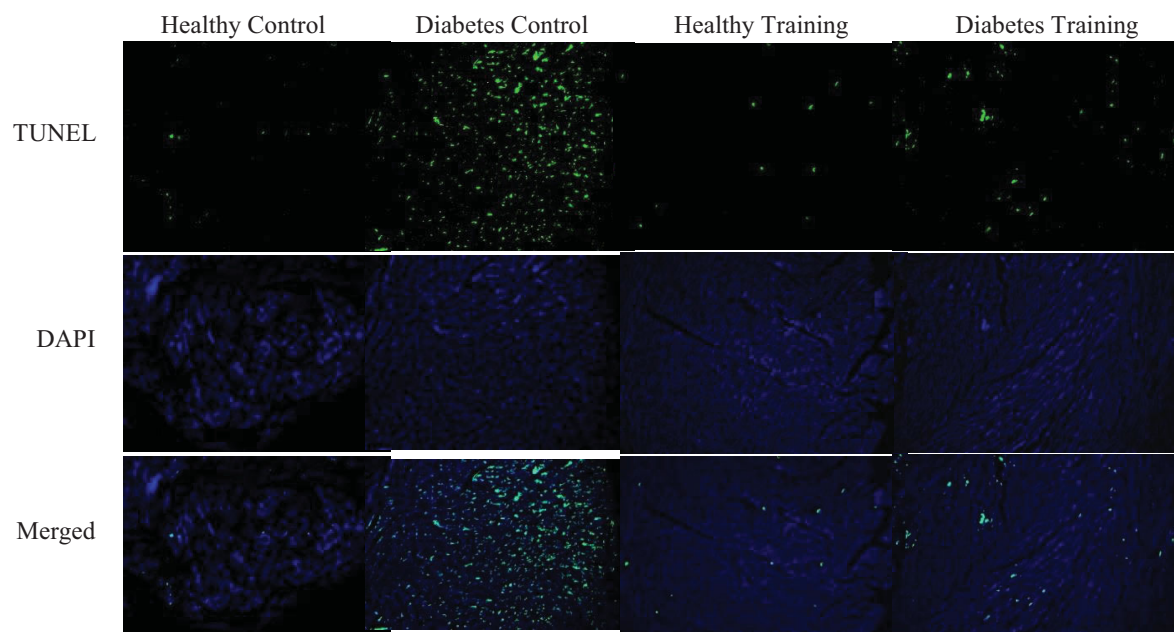 Healthy Control Diabetes Control Healthy Training Diabetes Training
TUNEL
DAPI
Merged